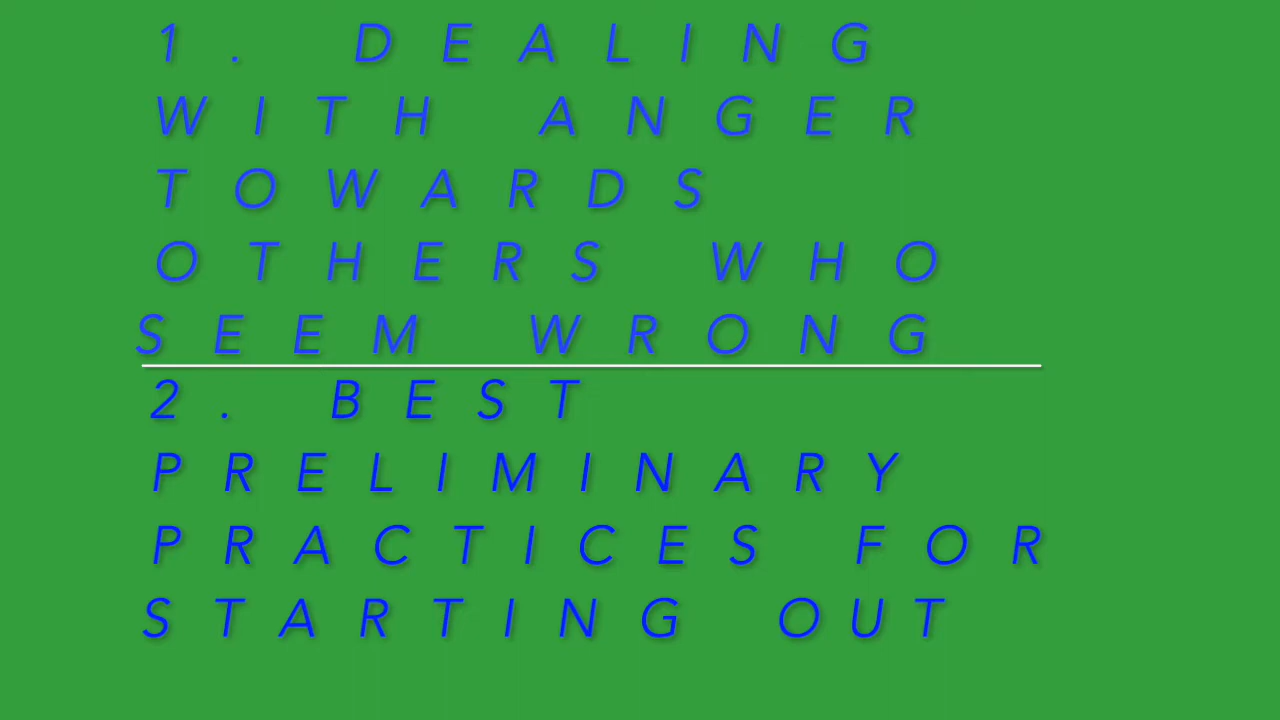 1. DEALING
WITH ANGER
TOWARDS
OTHERS WHO
SEEM WRONG
2. BEST
PRELIMINARY
PRACTICES FOR
STARTING OUT